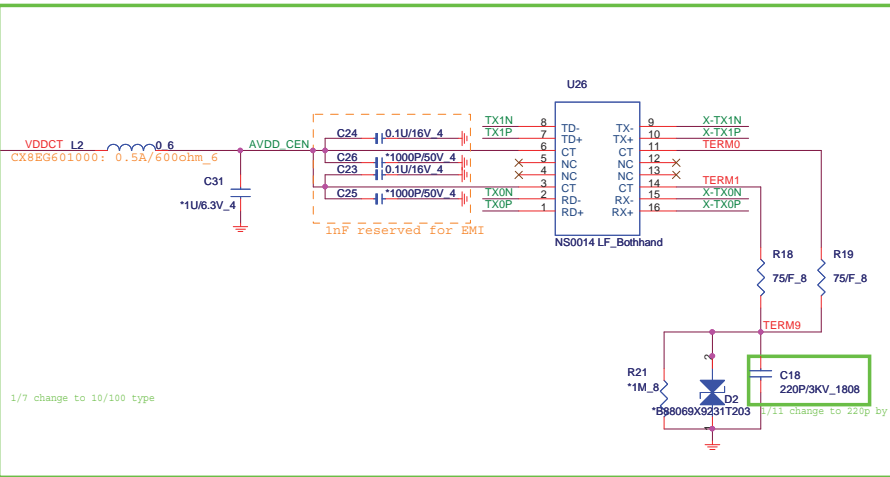 U26
VDDCT L2 0_6 AVDD_CEN
CX8EG601000: 0.5A/600ohm_6
C31
*1U/6.3V_4
C24 0.1U/16V_4
C26 *1000P/50V_4
C23 0.1U/16V_4
C25 *1000P/50V_4
1nF reserved for EMI
TX1N 8 TD- TX- 9 X-TX1N
TX1P 7 TD+ TX+ 10 X-TX1P
6 CT CT 11 TERM0
5 NC NC 12
4 NC NC 13
3 CT CT 14 TERM1
TX0N 2 RD- RX- 15 X-TX0N
TX0P 1 RD+ RX+ 16 X-TX0P
NS0014 LF_Bothhand
R18 R19
75/F_8 75/F_8
TERM9
2
R21
*1M_8
D2
*B88069X9231T203
1
C18
220P/3KV_1808
1/7 change to 10/100 type
1/11 change to 220p by